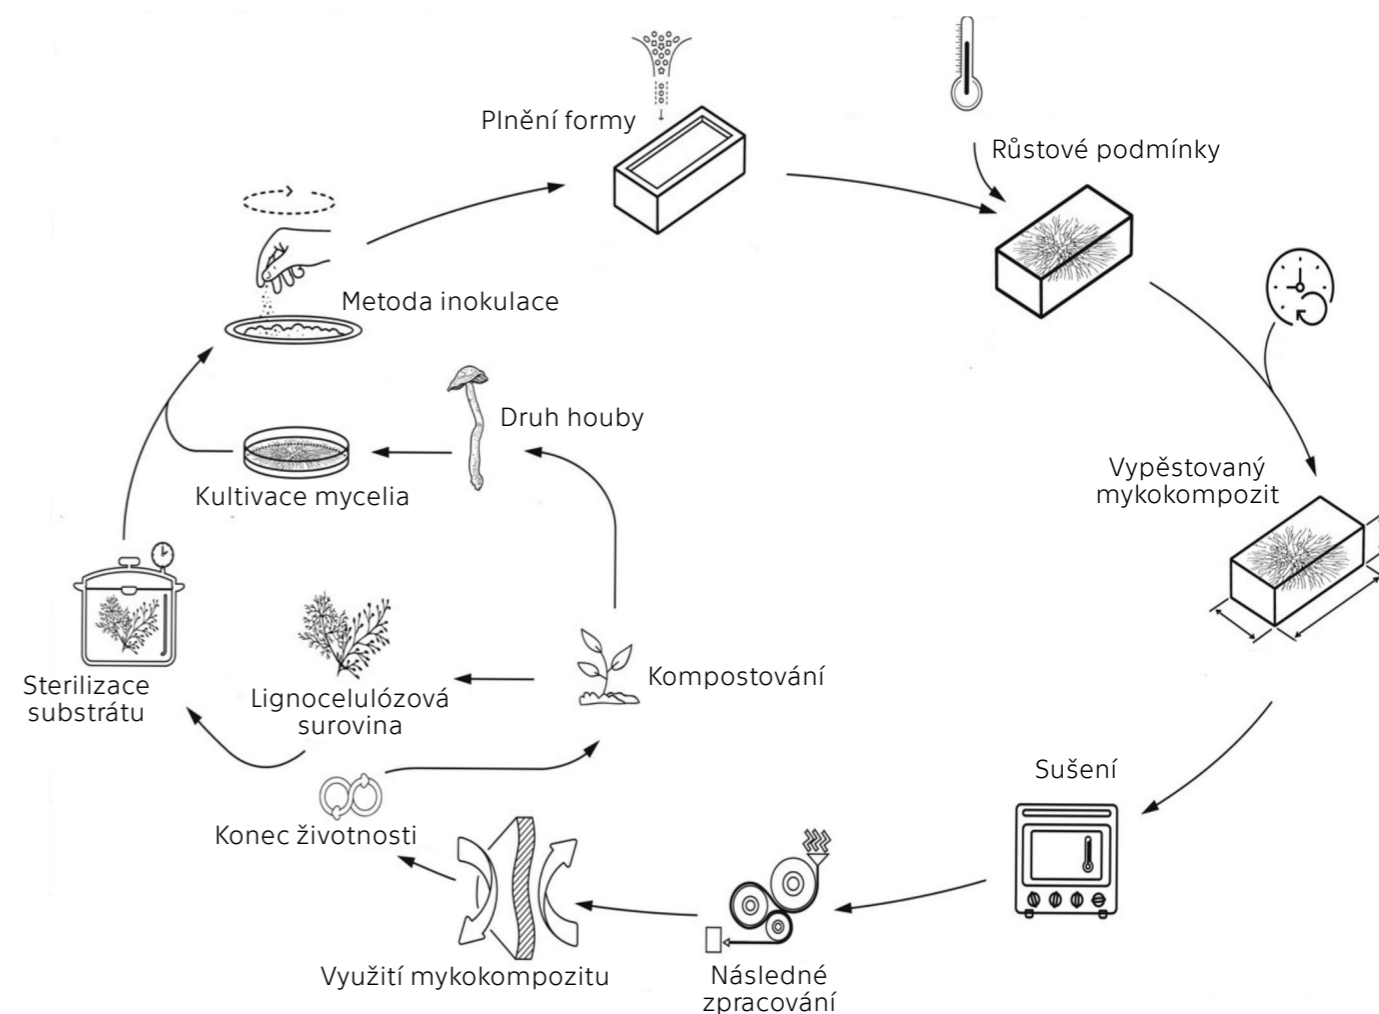 Plnění formy
Růstové podmínky
Metoda inokulace
Druh houby
Vypěstovaný
mykokompozit
Kultivace mycelia
Kompostování
Sterilizace
substrátu
Lignocelulózová
surovina
Sušení
Konec životnosti
Využití mykokompozitu
Následné
zpracování